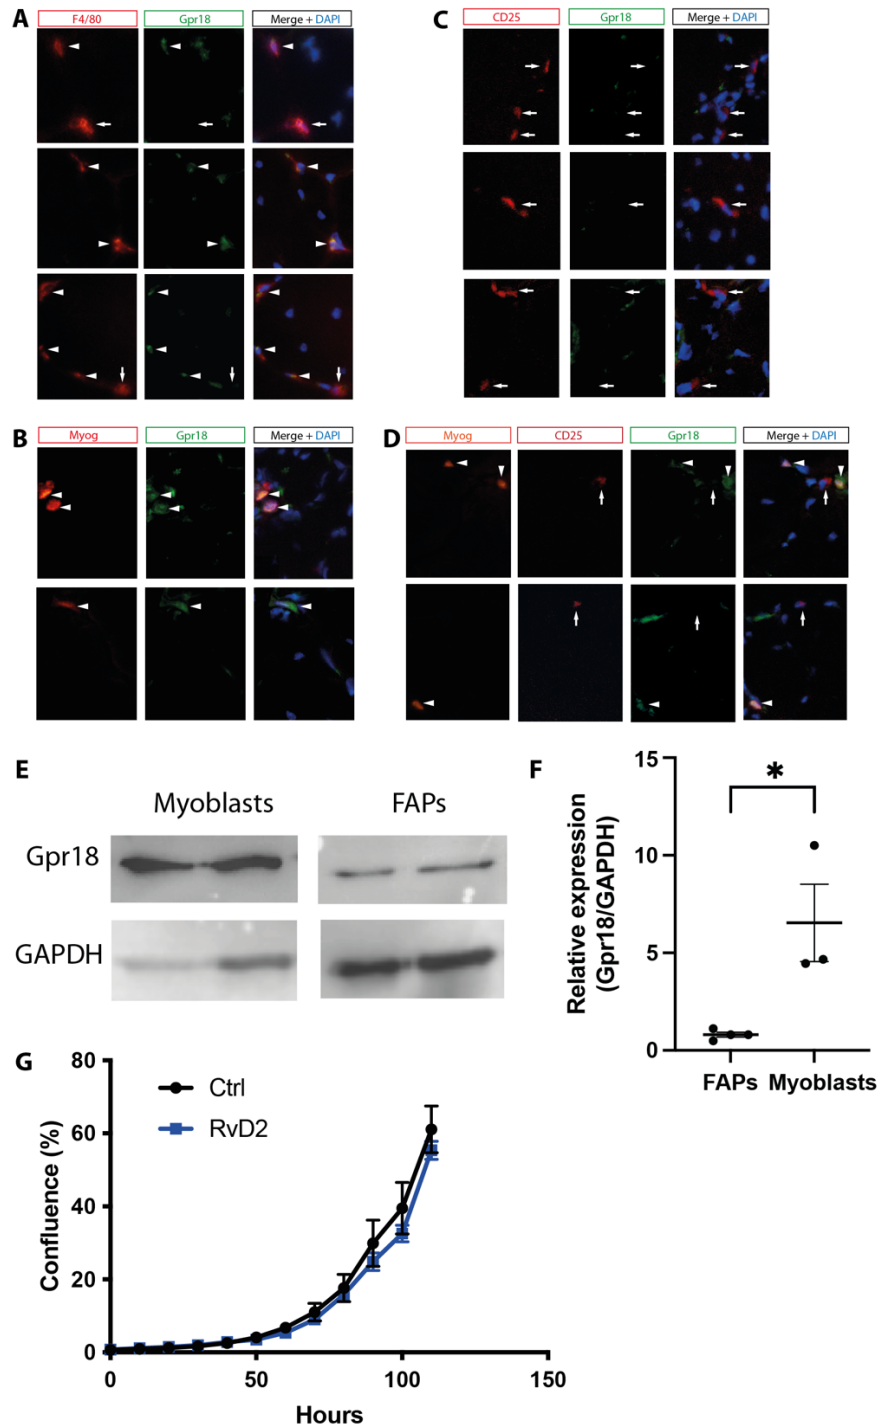 A
F4/80 Gpr18 Merge + DAPI
C
CD25 Gpr18 Merge + DAPI
B
Myog Gpr18 Merge + DAPI
D
Myog CD25 Gpr18 Merge + DAPI
E
Myoblasts FAPs
Gpr18
GAPDH
F
*
15
10
5
0
Relative expression
(Gpr18/GAPDH)
FAPs Myoblasts
G
Ctrl
RvD2
80
60
40
20
0
Confluence (%)
0 50 100 150
Hours